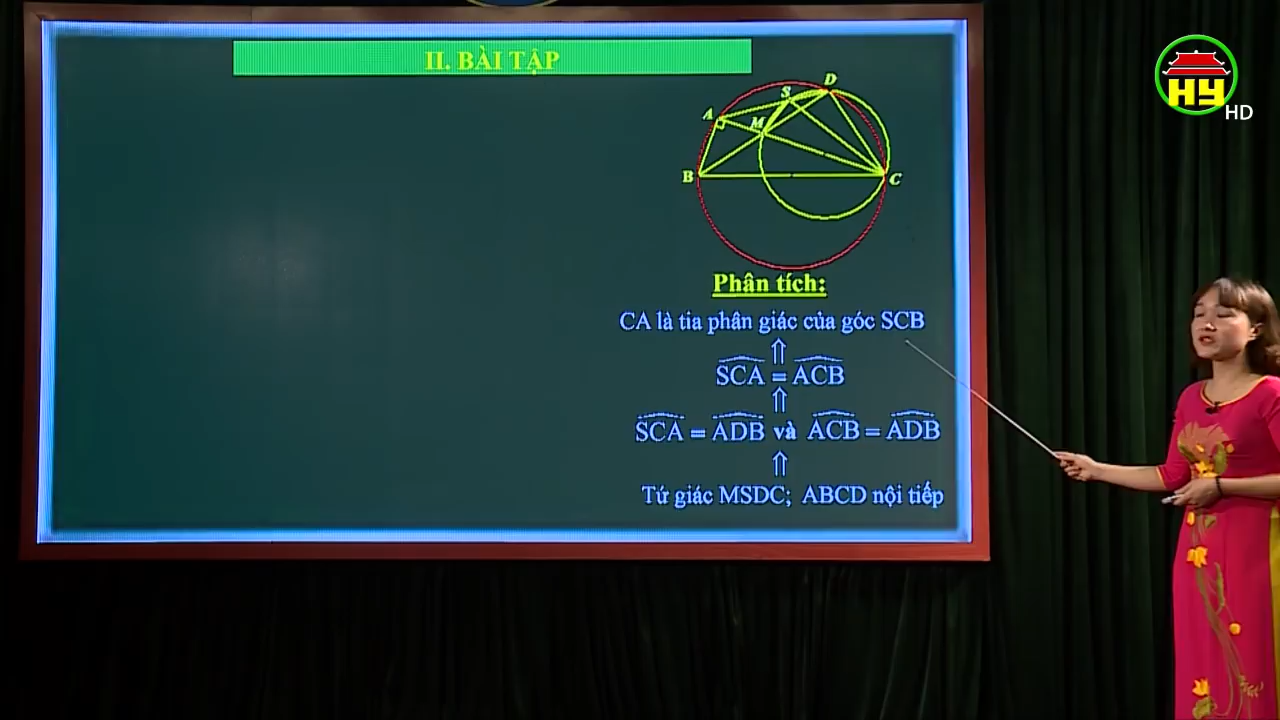 II. BÀI TẬP
HY
HD
D
S
A
M
B
C
Phân tích:
CA là tia phân giác của góc SCB
⇑
SCA = ACB
⇑
SCA = ADB và ACB = ADB
⇑
Tứ giác MSDC; ABCD nội tiếp